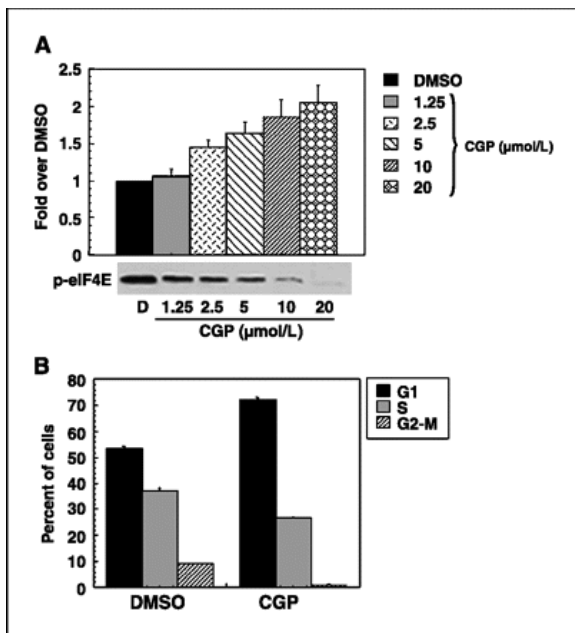 A
Fold over DMSO
2.5
2
1.5
1
0.5
0
DMSO
1.25
2.5
5
10
20
CGP (µmol/L)
p-eIF4E
D 1.25 2.5 5 10 20
CGP (µmol/L)
B
Percent of cells
80
70
60
50
40
30
20
10
0
G1
S
G2-M
DMSO CGP